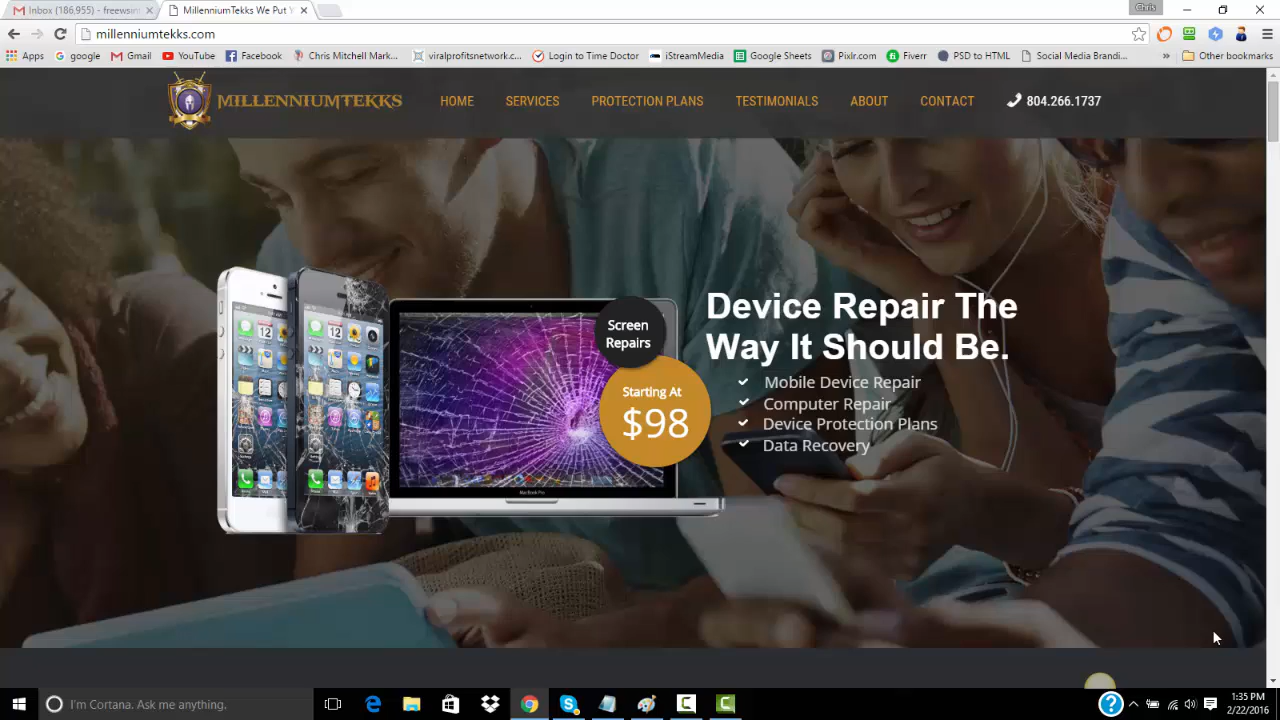 Inbox (186,955) - freewsin
MillenniumTekks We Put Y
Chris
millenniumtekks.com
Apps
google
Gmail
YouTube
Facebook
Chris Mitchell Mark...
viralprofitsnetwork.c...
Login to Time Doctor
iStreamMedia
Google Sheets
Pixlr.com
Fiverr
PSD to HTML
Social Media Brandi...
»
Other bookmarks
MILLENNIUMTEKKS
HOME
SERVICES
PROTECTION PLANS
TESTIMONIALS
ABOUT
CONTACT
804.266.1737
Screen
Repairs
Starting At
$98
MacBook Pro
Device Repair The
Way It Should Be.
Mobile Device Repair
Computer Repair
Device Protection Plans
Data Recovery
I'm Cortana. Ask me anything.
1:35 PM
2/22/2016